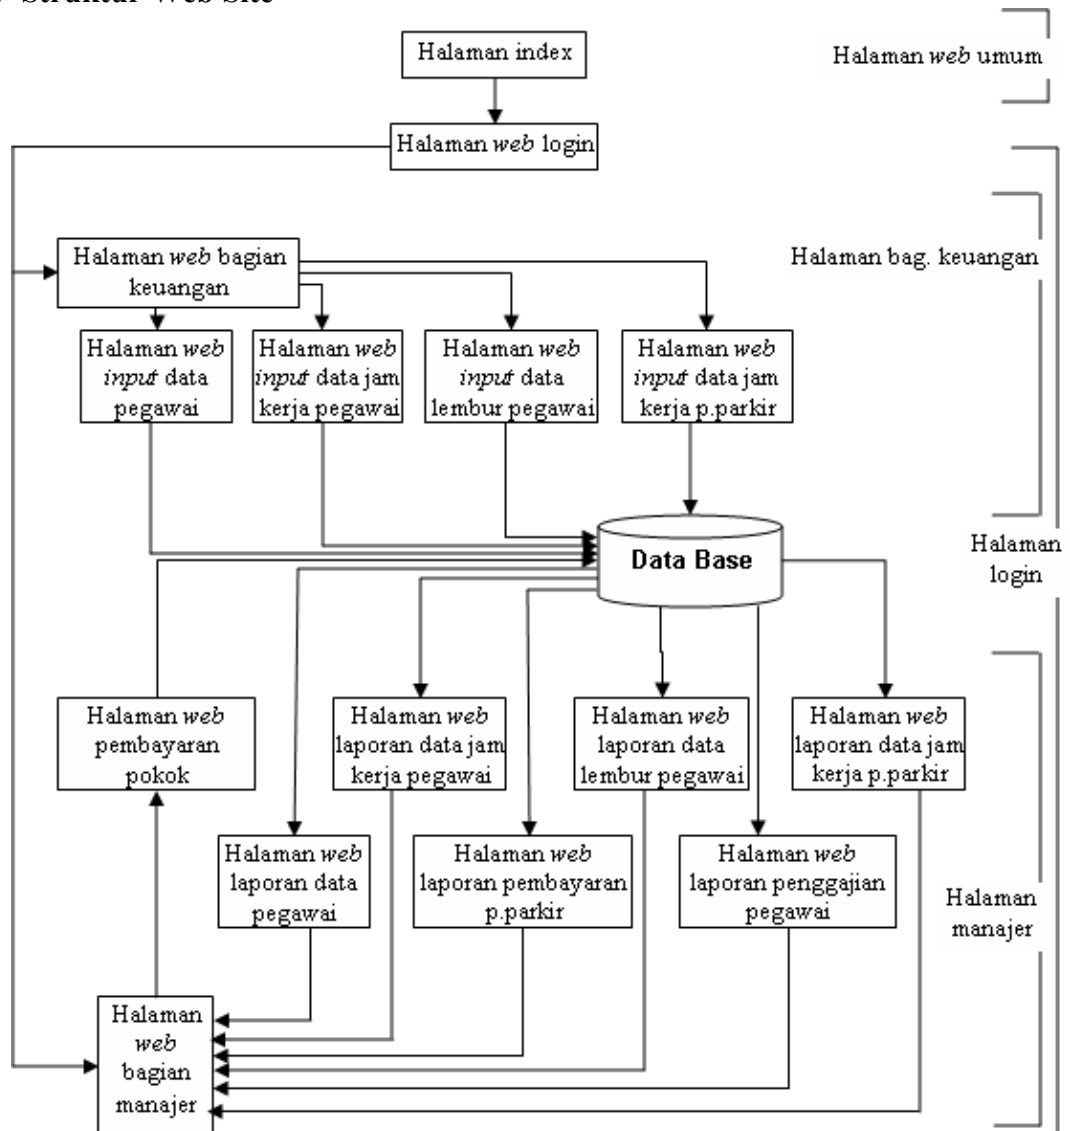 Struktur Web Site
Halaman index
Halaman web umum
Halaman web login
Halaman web bagian
keuangan
Halaman bag. keuangan
Halaman web
input data
pegawai
Halaman web
input data jam
kerja pegawai
Halaman web
input data
lembur pegawai
Halaman web
input data jam
kerja p.parkir
Data Base
Halaman
login
Halaman web
pembayaran
pokok
Halaman web
laporan data jam
kerja pegawai
Halaman web
laporan data
lembur pegawai
Halaman web
laporan data jam
kerja p.parkir
Halaman web
laporan data
pegawai
Halaman web
laporan pembayaran
p.parkir
Halaman web
laporan penggajian
pegawai
Halaman
manajer
Halaman
web
bagian
manajer